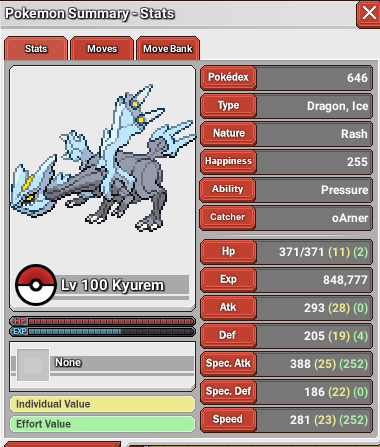 Pokemon Summary - Stats
Stats Moves Move Bank
Pokédex 646
Type Dragon, Ice
Nature Rash
Happiness 255
Ability Pressure
Catcher oArner
Lv 100 Kyurem
HP
EXP
None
Individual Value
Effort Value
Hp 371/371 (11) (2)
Exp 848,777
Atk 293 (28) (0)
Def 205 (19) (4)
Spec. Atk 388 (25) (252)
Spec. Def 186 (22) (0)
Speed 281 (23) (252)